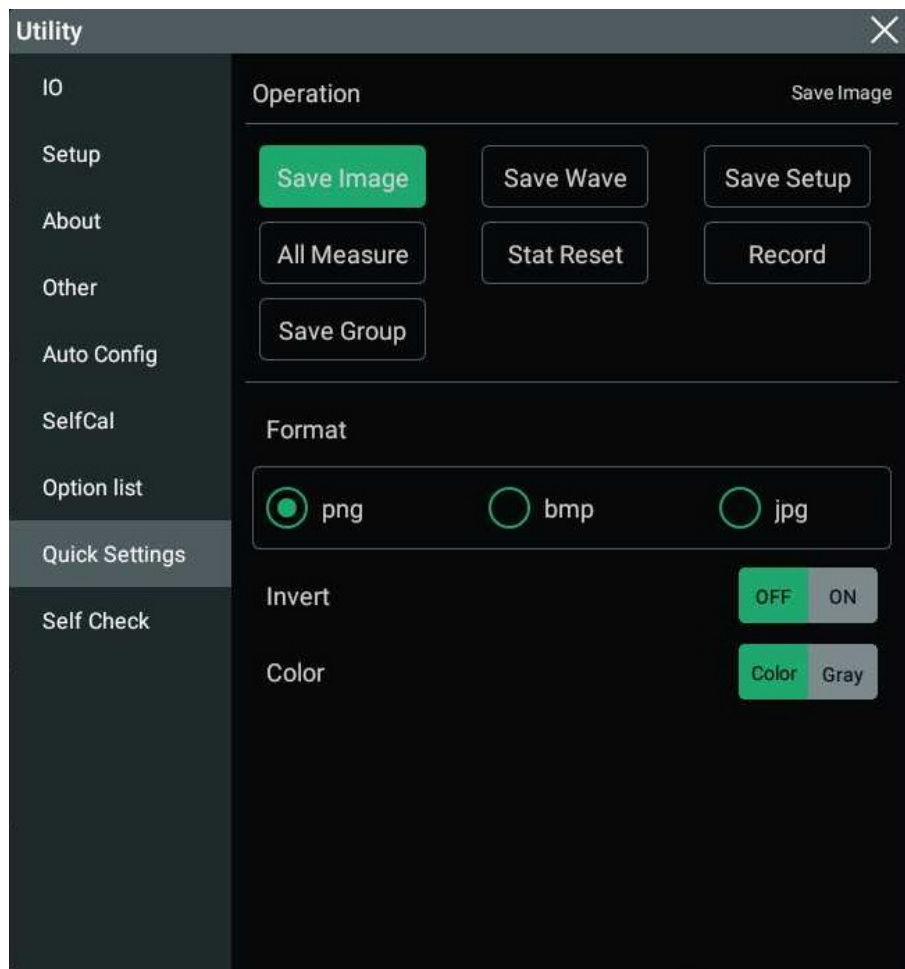 Utility
IO
Setup
About
Other
Auto Config
SelfCal
Option list
Quick Settings
Self Check
Operation Save Image
Save Image Save Wave Save Setup
All Measure Stat Reset Record
Save Group
Format
png bmp jpg
Invert OFF ON
Color Color Gray